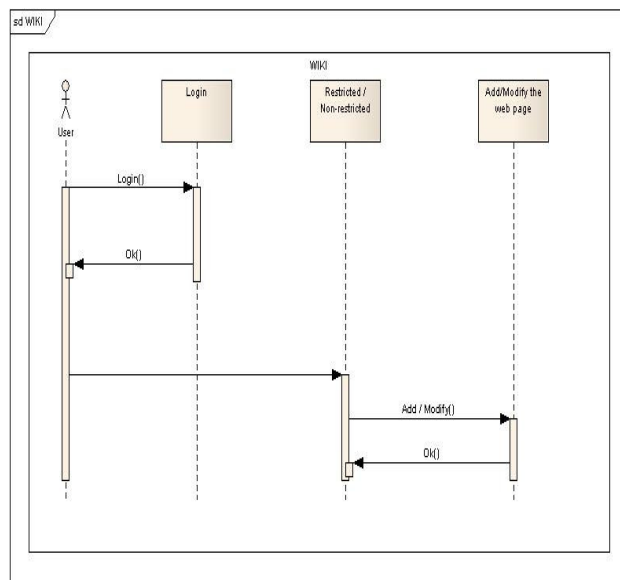 sd WIKI
WIKI
User
Login
Restricted /
Non-restricted
Add/Modify the
web page
Login()
Ok()
Add / Modify()
Ok()